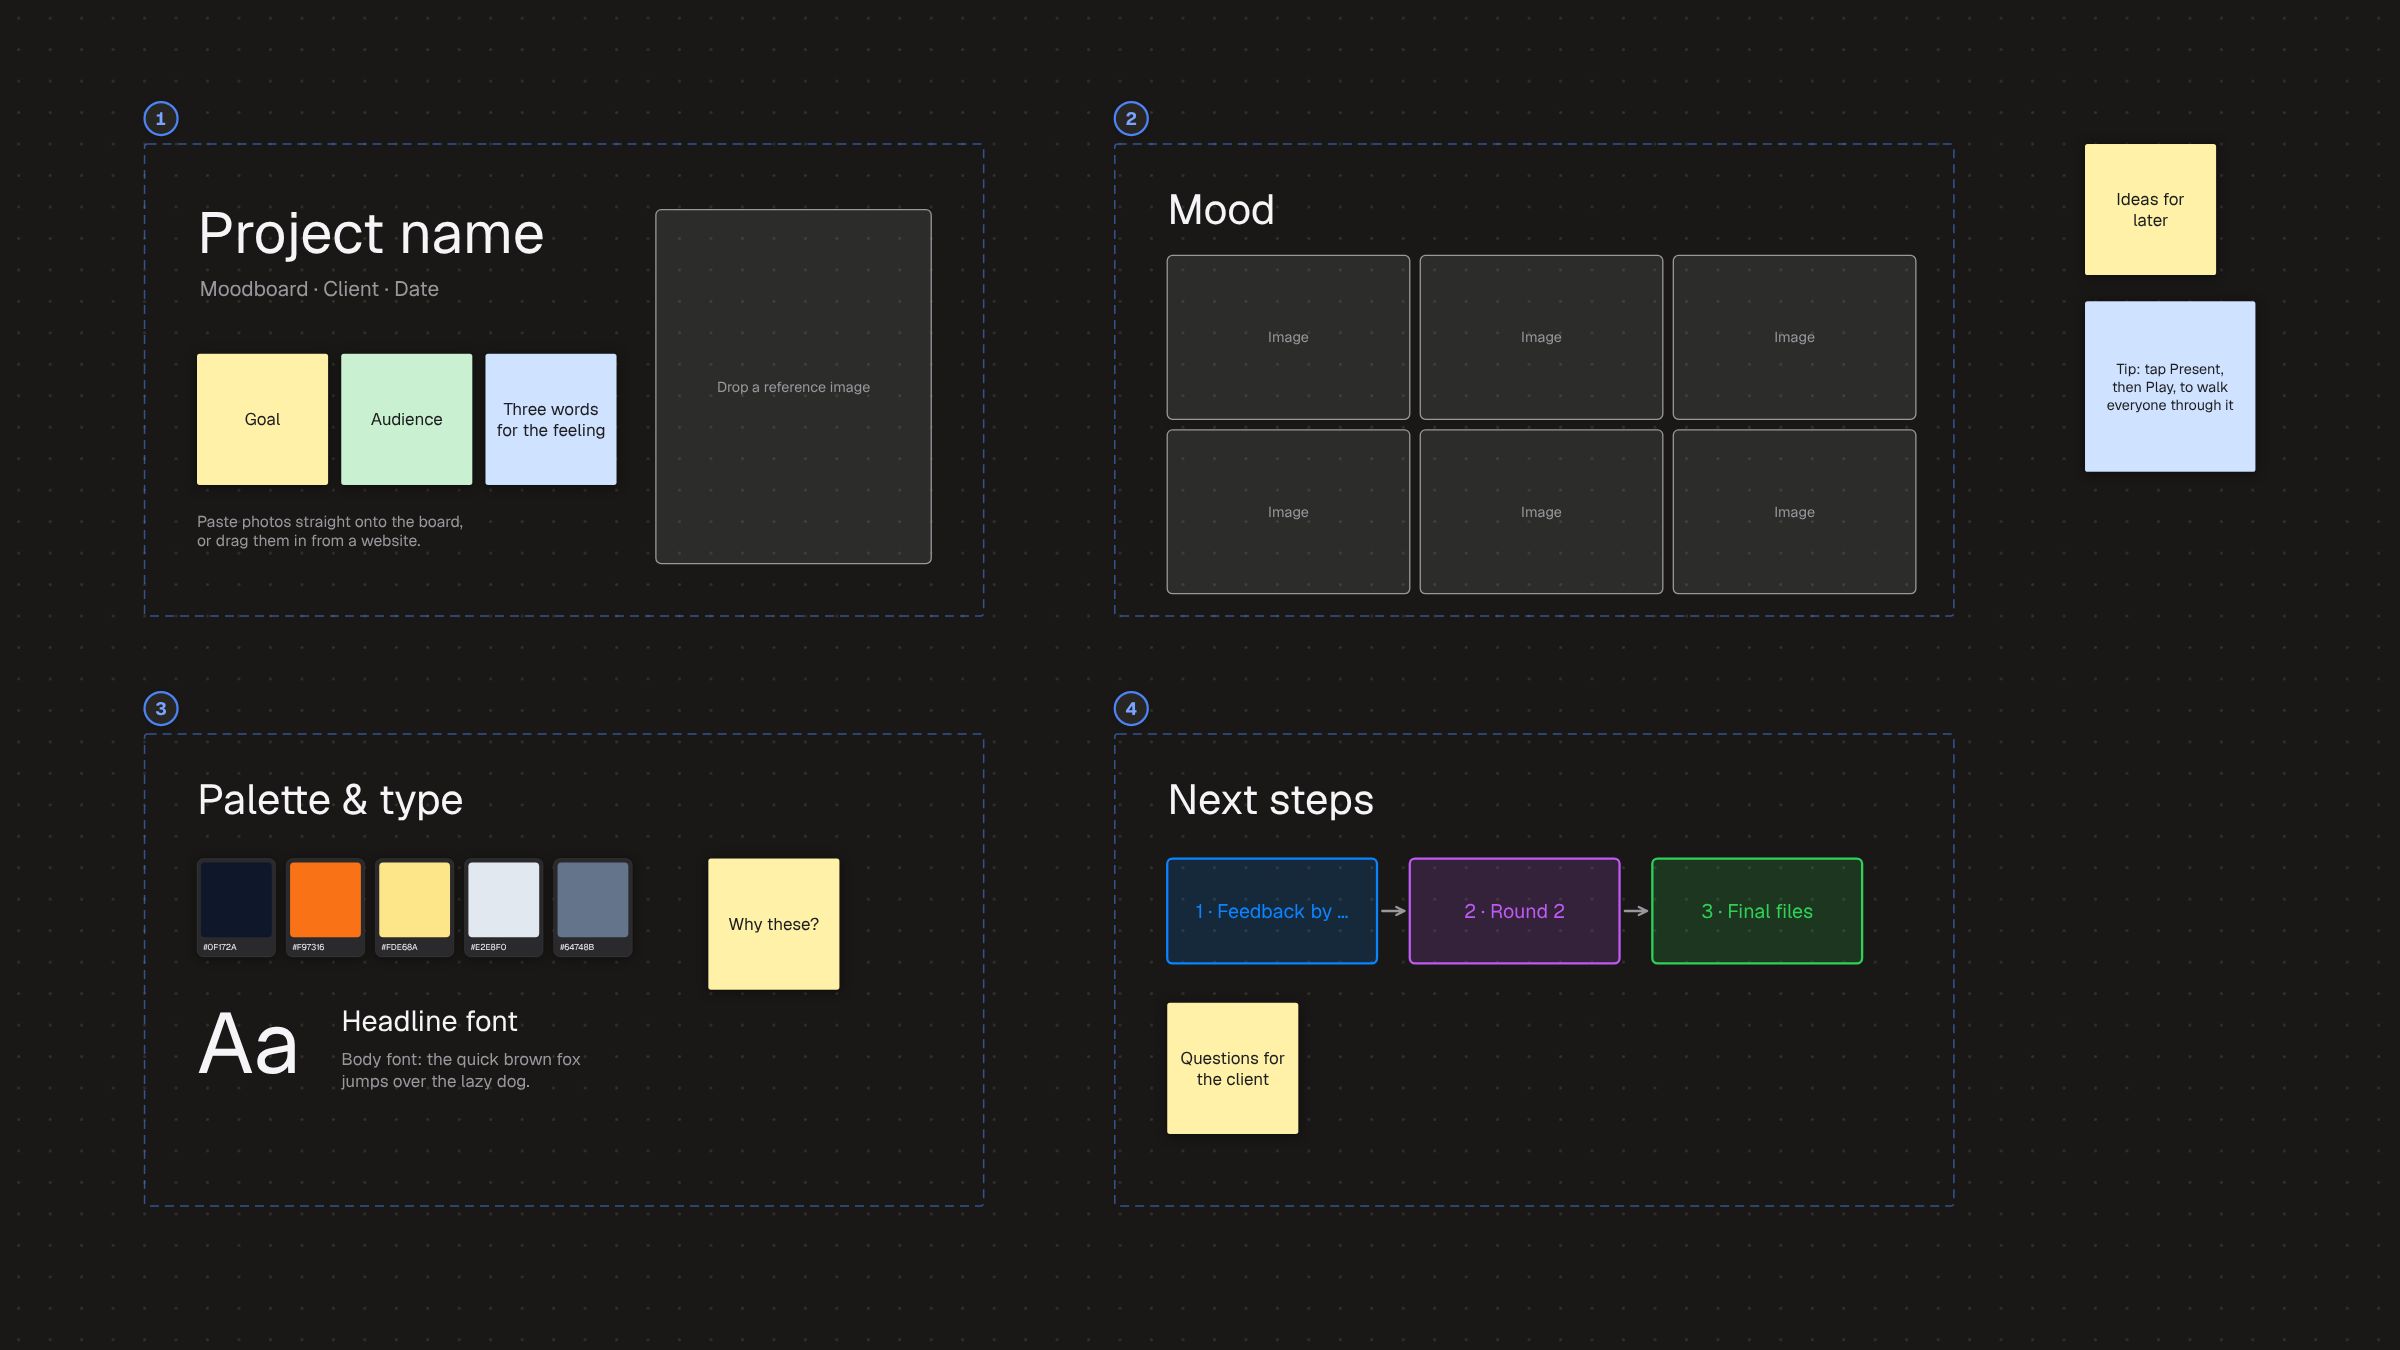 1
Project name
Moodboard · Client · Date
Goal
Audience
Three words
for the feeling
Paste photos straight onto the board,
or drag them in from a website.
Drop a reference image
2
Mood
Image
Image
Image
Image
Image
Image
Ideas for
later
Tip: tap Present,
then Play, to walk
everyone through it
3
Palette & type
#0F172A
#F97316
#FDE68A
#E2E8F0
#64748B
Why these?
Aa
Headline font
Body font: the quick brown fox
jumps over the lazy dog.
4
Next steps
1 · Feedback by ...
2 · Round 2
3 · Final files
Questions for
the client